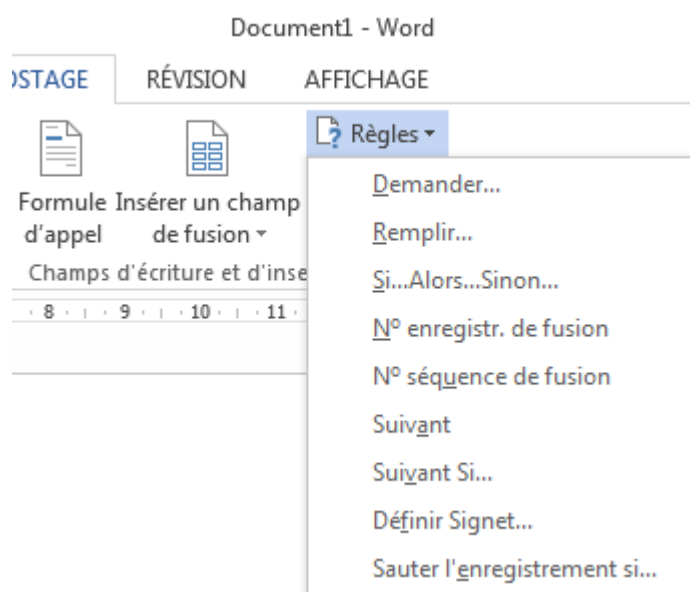 Document1 - Word
OSTAGE RÉVISION AFFICHAGE
Règles
Formule Insérer un champ
d'appel de fusion
Champs d'écriture et d'inse
8 9 10 11
Demander...
Remplir...
Si...Alors...Sinon...
Nº enregistr. de fusion
Nº séquence de fusion
Suivant
Suivant Si...
Définir Signet...
Sauter l'enregistrement si...